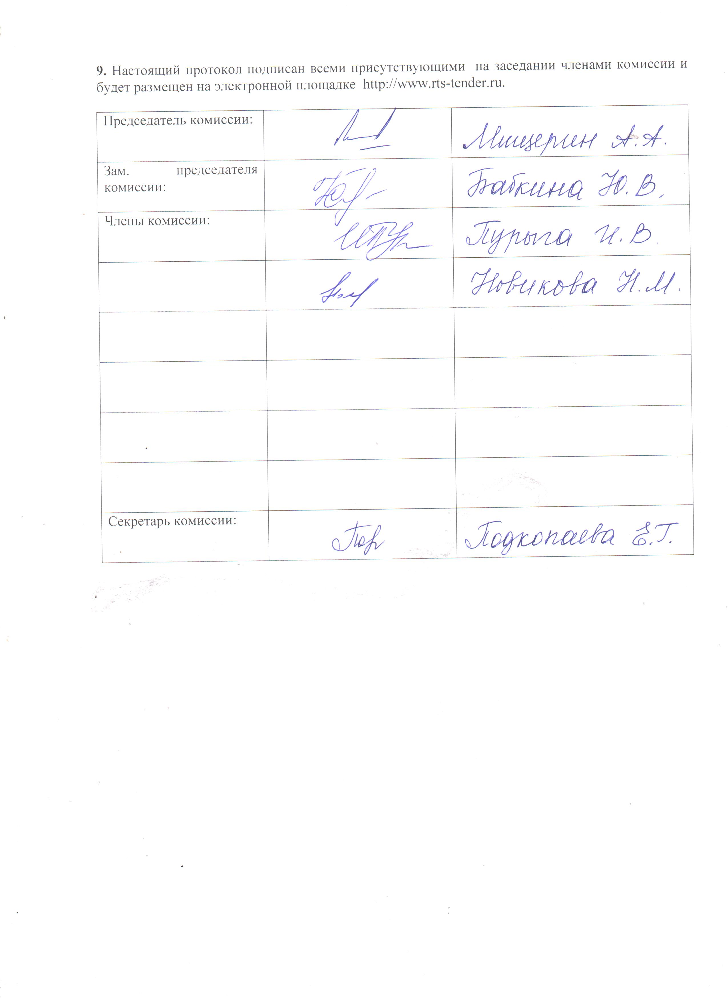 9. Настоящий протокол подписан всеми присутствующими на заседании членами комиссии и
будет размещен на электронной площадке http://www.rts-tender.ru.
Председатель комиссии:
А.А.
Зам. председателя
комиссии:
Бабкина Ю.В.
Члены комиссии:
Пурыга И.В.
Новикова Н.М.
Секретарь комиссии:
Подкопаева Е.Г.